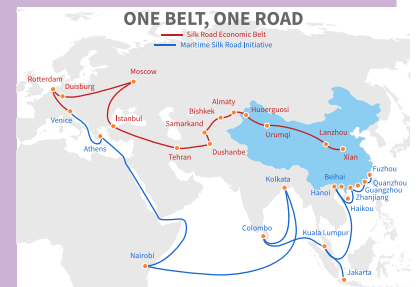 ONE BELT, ONE ROAD
Silk Road Economic Belt
Maritime Silk Road Initiative
Moscow
Rotterdam
Duisburg
Almaty
Bishkek
Huoerguosi
Venice
İstanbul
Samarkand
Urumqi
Lanzhou
Athens
Tehran
Dushanbe
Xian
Fuzhou
Kolkata
Beihai
Quanzhou
Guangzhou
Hanoi
Zhanjiang
Haikou
Colombo
Kuala Lumpur
Nairobi
Jakarta